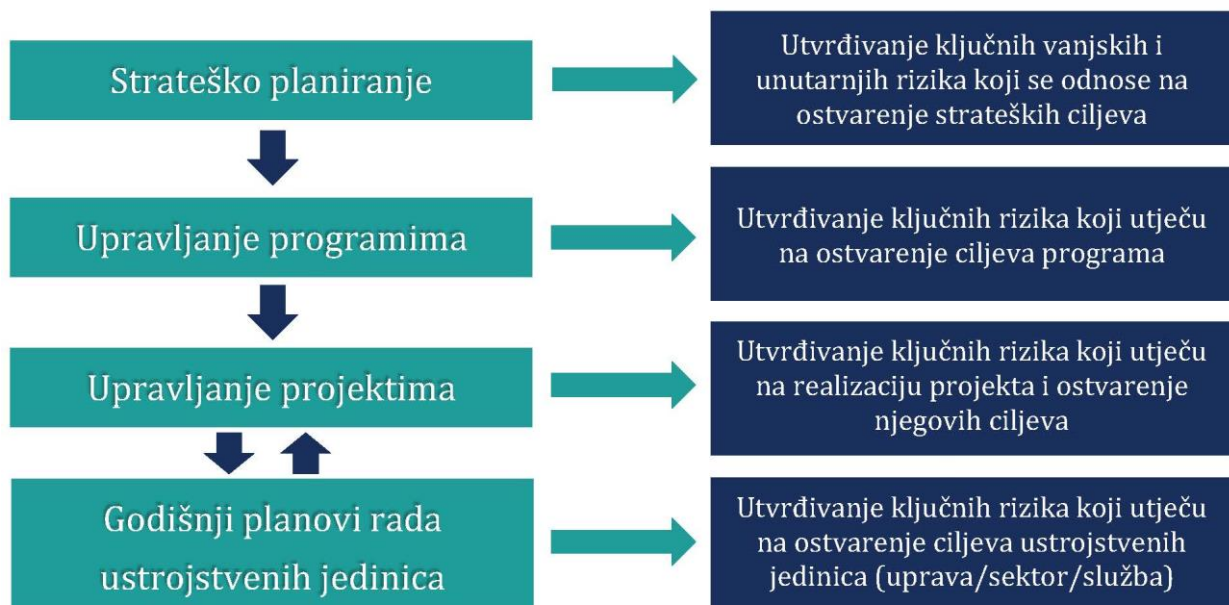 Strateško planiranje
Utvrđivanje ključnih vanjskih i
unutarnjih rizika koji se odnose na
ostvarenje strateških ciljeva
Upravljanje programima
Utvrđivanje ključnih rizika koji utječu
na ostvarenje ciljeva programa
Upravljanje projektima
Utvrđivanje ključnih rizika koji utječu
na realizaciju projekta i ostvarenje
njegovih ciljeva
Godišnji planovi rada
ustrojstvenih jedinica
Utvrđivanje ključnih rizika koji utječu
na ostvarenje ciljeva ustrojstvenih
jedinica (uprava/sektor/služba)